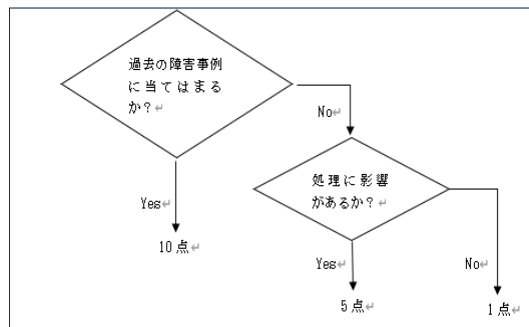 過去の障害事例
に当てはまる
か？↵
No↵
処理に影響
があるか？↵
Yes↵
10点↵
Yes↵
No↵
5点↵
1点↵